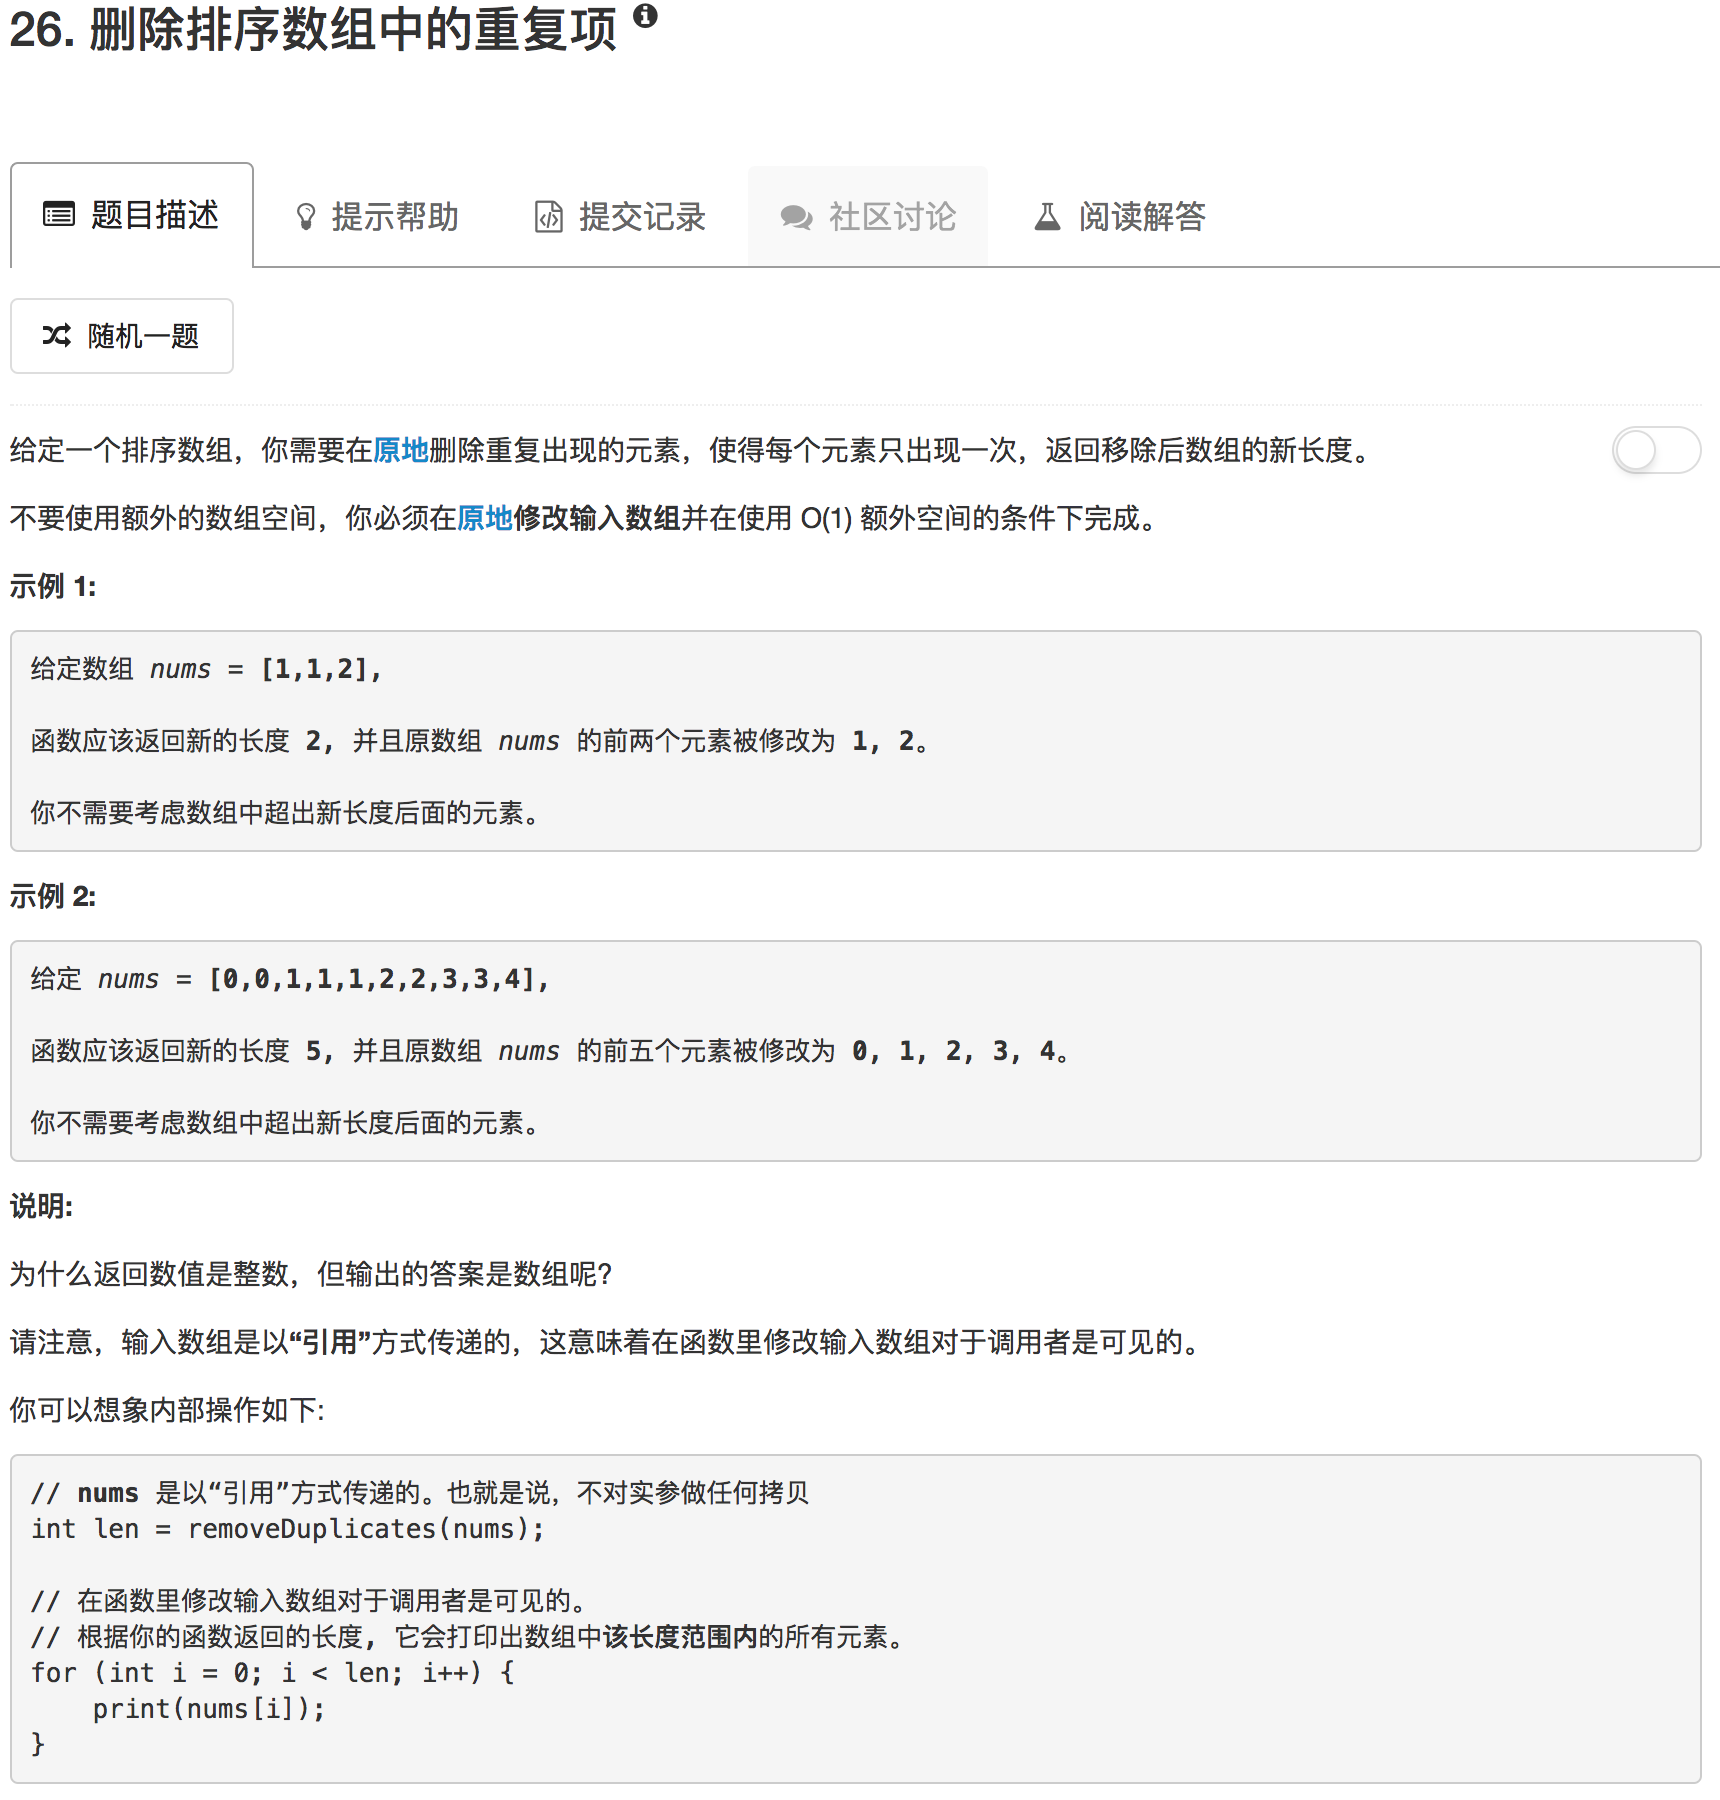 26. 删除排序数组中的重复项
题目描述 提示帮助 提交记录 社区讨论 阅读解答
随机一题
给定一个排序数组，你需要在原地删除重复出现的元素，使得每个元素只出现一次，返回移除后数组的新长度。
不要使用额外的数组空间，你必须在原地修改输入数组并在使用 O(1) 额外空间的条件下完成。
示例 1:
给定数组 nums = [1,1,2],
函数应该返回新的长度 2, 并且原数组 nums 的前两个元素被修改为 1, 2。
你不需要考虑数组中超出新长度后面的元素。
示例 2:
给定 nums = [0,0,1,1,1,2,2,3,3,4],
函数应该返回新的长度 5, 并且原数组 nums 的前五个元素被修改为 0, 1, 2, 3, 4。
你不需要考虑数组中超出新长度后面的元素。
说明:
为什么返回数值是整数，但输出的答案是数组呢?
请注意，输入数组是以“引用”方式传递的，这意味着在函数里修改输入数组对于调用者是可见的。
你可以想象内部操作如下:
// nums 是以“引用”方式传递的。也就是说，不对实参做任何拷贝
int len = removeDuplicates(nums);
// 在函数里修改输入数组对于调用者是可见的。
// 根据你的函数返回的长度, 它会打印出数组中该长度范围内的所有元素。
for (int i = 0; i < len; i++) {
    print(nums[i]);
}